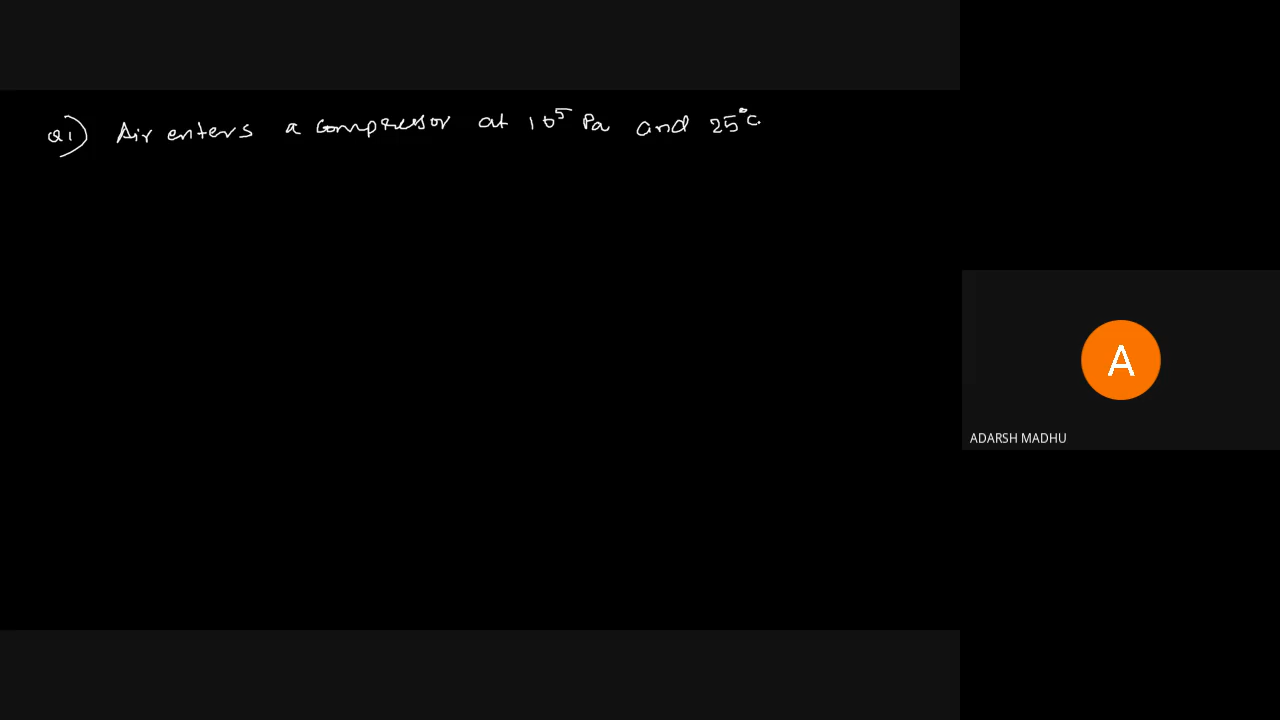 Q1) Air enters a compressor at 10⁵ Pa and 25°C
A
ADARSH MADHU